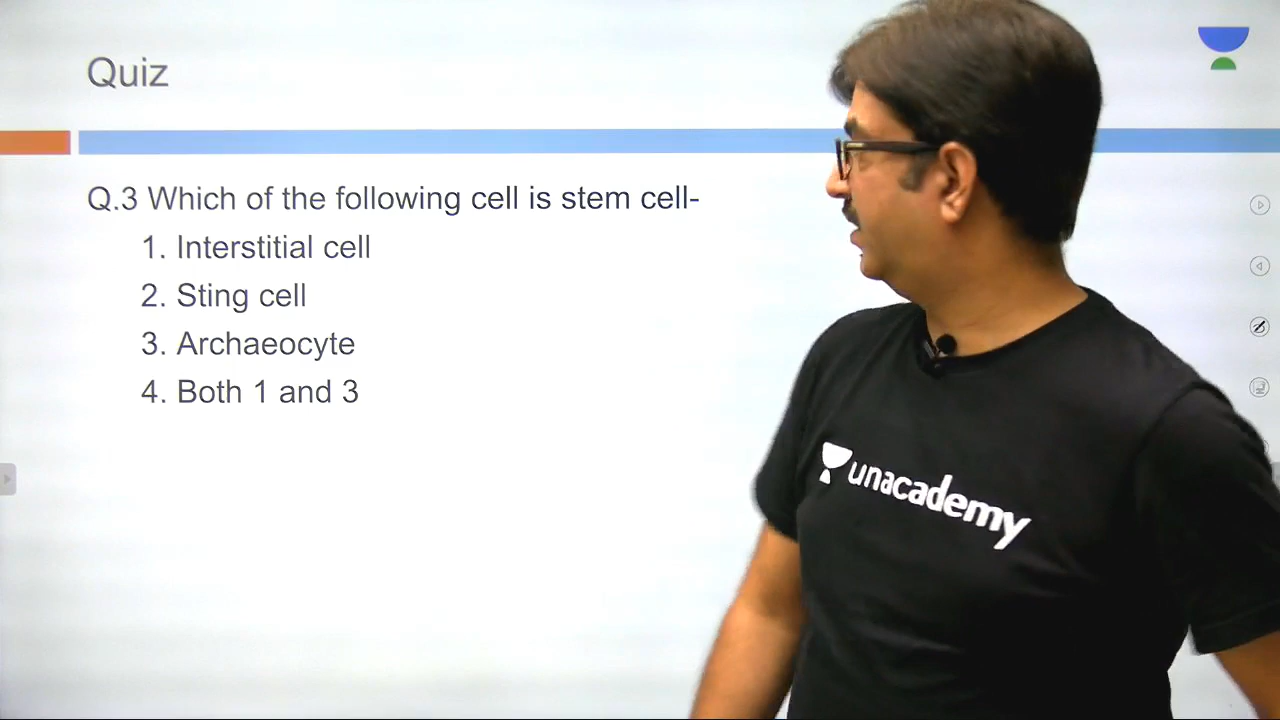 Quiz
Q.3 Which of the following cell is stem cell-
1. Interstitial cell
2. Sting cell
3. Archaeocyte
4. Both 1 and 3
unacademy